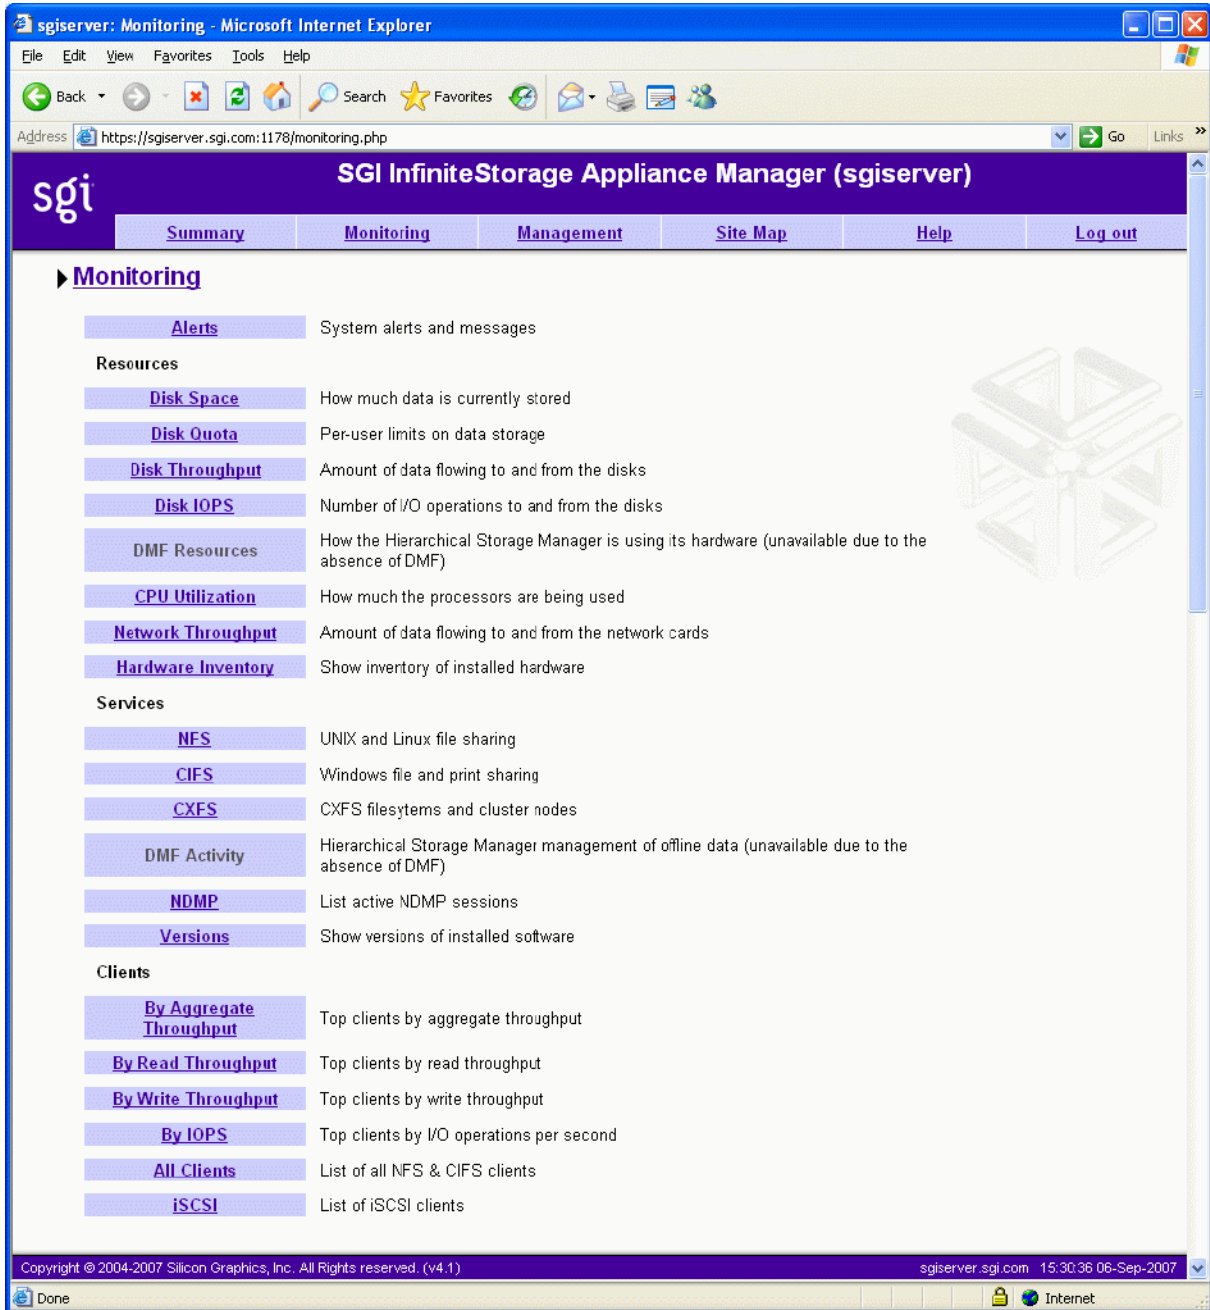 sgiserver: Monitoring - Microsoft Internet Explorer
File Edit View Favorites Tools Help
Back Search Favorites
Address https://sgiserver.sgi.com:1178/monitoring.php Go Links »
sgi
SGI InfiniteStorage Appliance Manager (sgiserver)
Summary Monitoring Management Site Map Help Log out
Monitoring
Alerts System alerts and messages
Resources
Disk Space How much data is currently stored
Disk Quota Per-user limits on data storage
Disk Throughput Amount of data flowing to and from the disks
Disk IOPS Number of I/O operations to and from the disks
DMF Resources How the Hierarchical Storage Manager is using its hardware (unavailable due to the
absence of DMF)
CPU Utilization How much the processors are being used
Network Throughput Amount of data flowing to and from the network cards
Hardware Inventory Show inventory of installed hardware
Services
NFS UNIX and Linux file sharing
CIFS Windows file and print sharing
CXFS CXFS filesytems and cluster nodes
DMF Activity Hierarchical Storage Manager management of offline data (unavailable due to the
absence of DMF)
NDMP List active NDMP sessions
Versions Show versions of installed software
Clients
By Aggregate
Throughput Top clients by aggregate throughput
By Read Throughput Top clients by read throughput
By Write Throughput Top clients by write throughput
By IOPS Top clients by I/O operations per second
All Clients List of all NFS & CIFS clients
iSCSI List of iSCSI clients
Copyright © 2004-2007 Silicon Graphics, Inc. All Rights reserved. (v4.1) sgiserver.sgi.com 15:30:36 06-Sep-2007
Done Internet